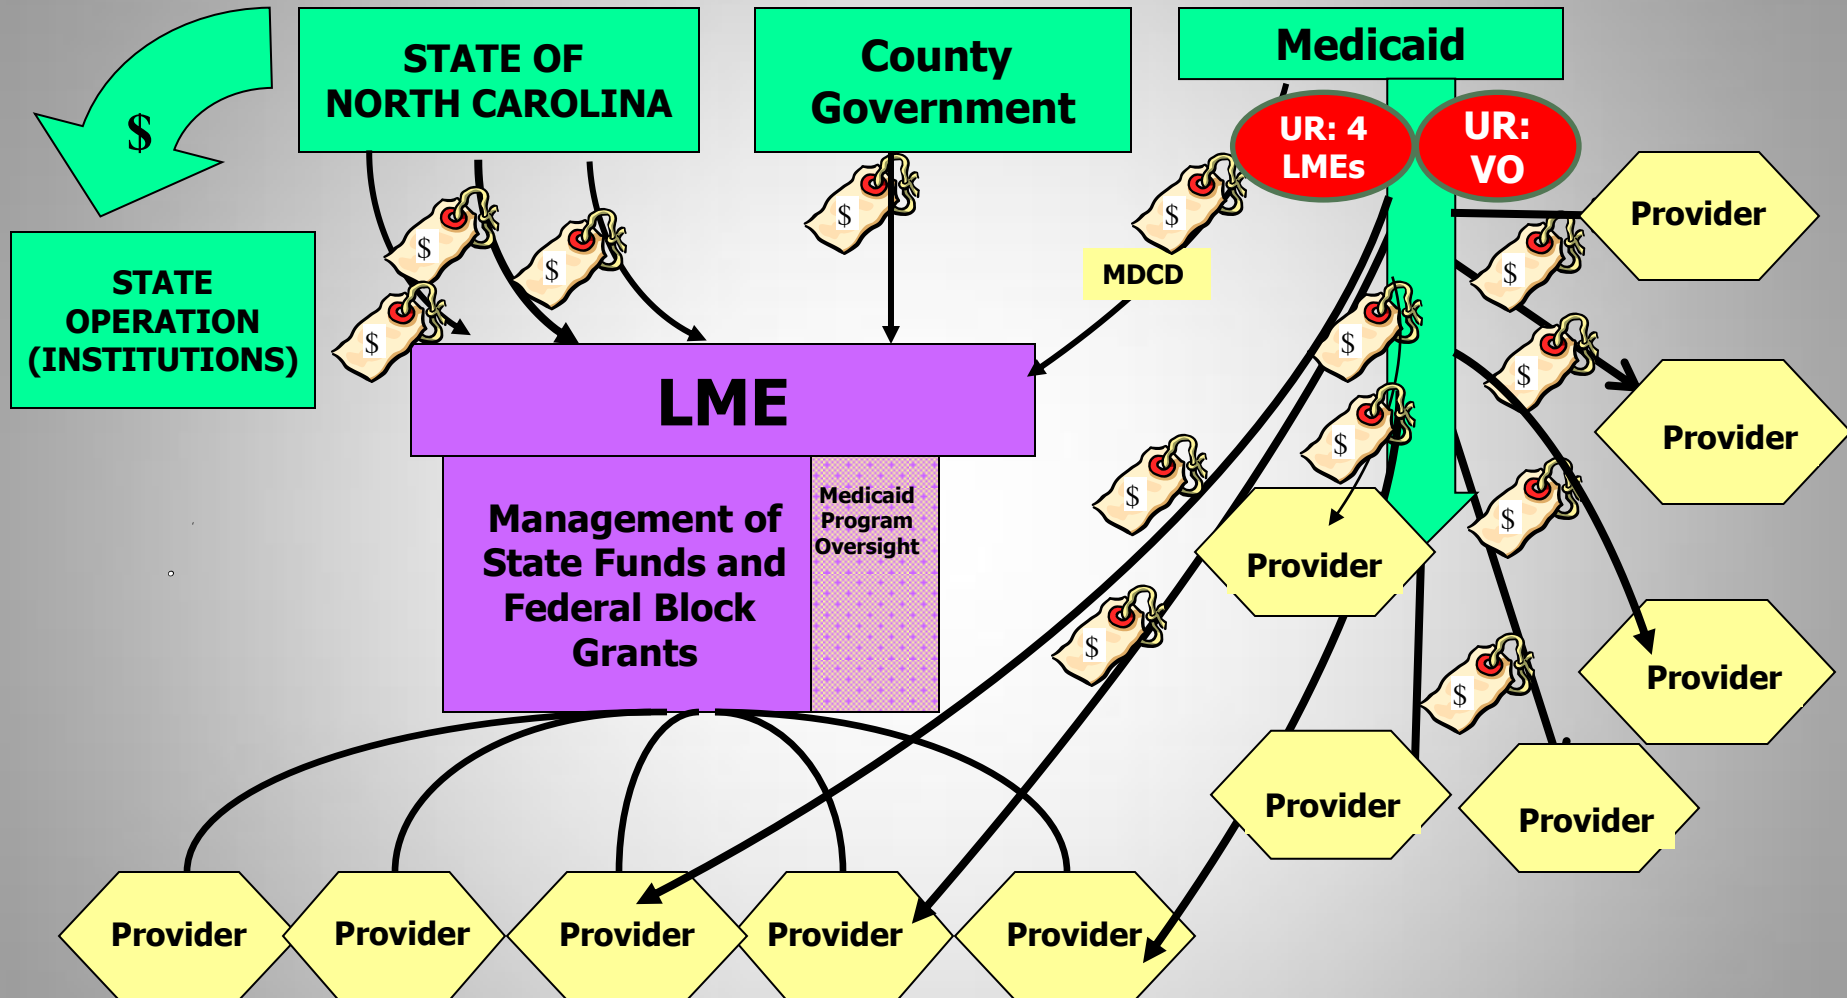 $
STATE OF
NORTH CAROLINA
County
Government
Medicaid
UR: 4
LMEs
UR:
VO
$
$
$
$
$
MDCD
STATE
OPERATION
(INSTITUTIONS)
Provider
$
$
$
$
$
$
$
$
$
Provider
LME
Management of
State Funds and
Federal Block
Grants
Medicaid
Program
Oversight
Provider
Provider
Provider
Provider
Provider
Provider
Provider
Provider
Provider